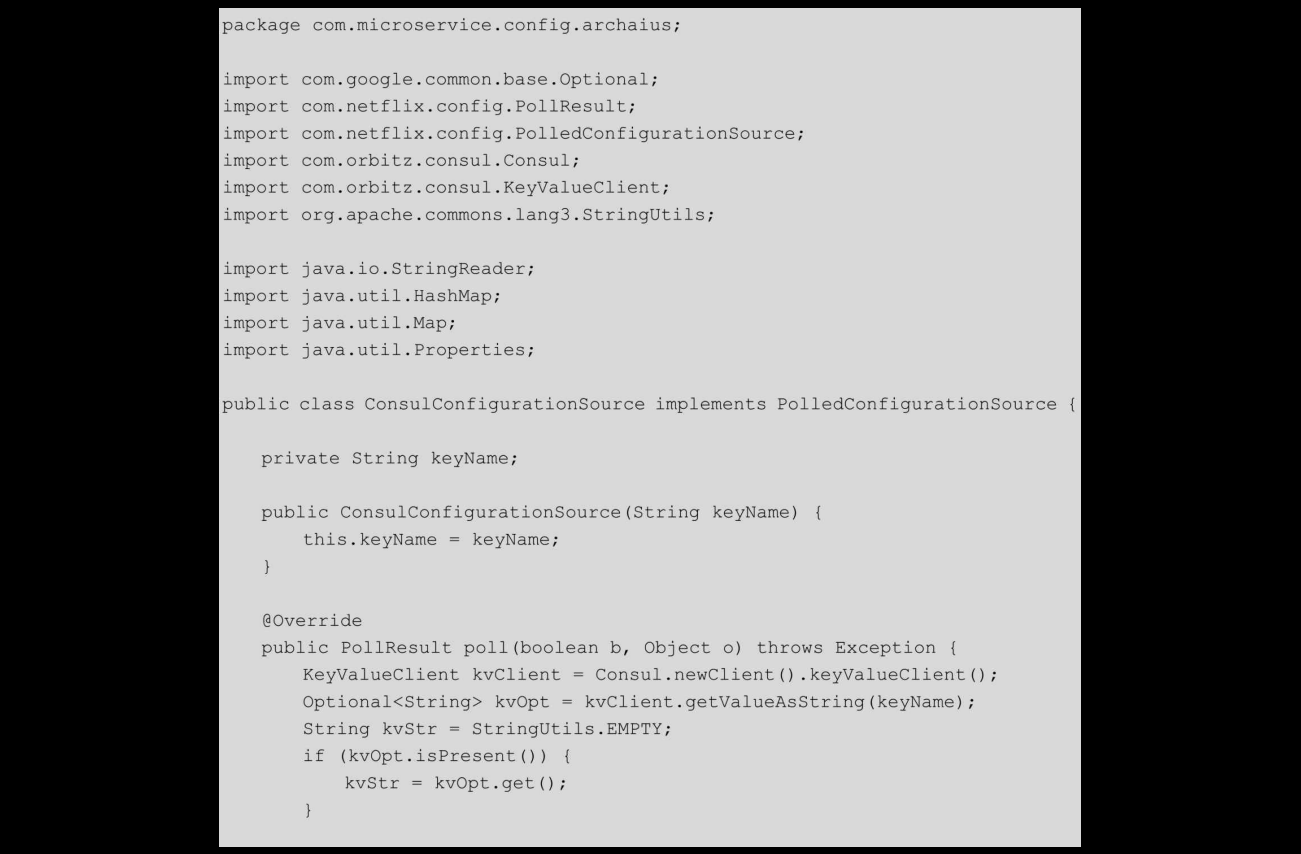 package com.microservice.config.archaius;
import com.google.common.base.Optional;
import com.netflix.config.PollResult;
import com.netflix.config.PolledConfigurationSource;
import com.orbitz.consul.Consul;
import com.orbitz.consul.KeyValueClient;
import org.apache.commons.lang3.StringUtils;
import java.io.StringReader;
import java.util.HashMap;
import java.util.Map;
import java.util.Properties;
public class ConsulConfigurationSource implements PolledConfigurationSource {
private String keyName;
public ConsulConfigurationSource(String keyName) {
this.keyName = keyName;
}
@Override
public PollResult poll(boolean b, Object o) throws Exception {
KeyValueClient kvClient = Consul.newClient().keyValueClient();
Optional<String> kvOpt = kvClient.getValueAsString(keyName);
String kvStr = StringUtils.EMPTY;
if (kvOpt.isPresent()) {
kvStr = kvOpt.get();
}